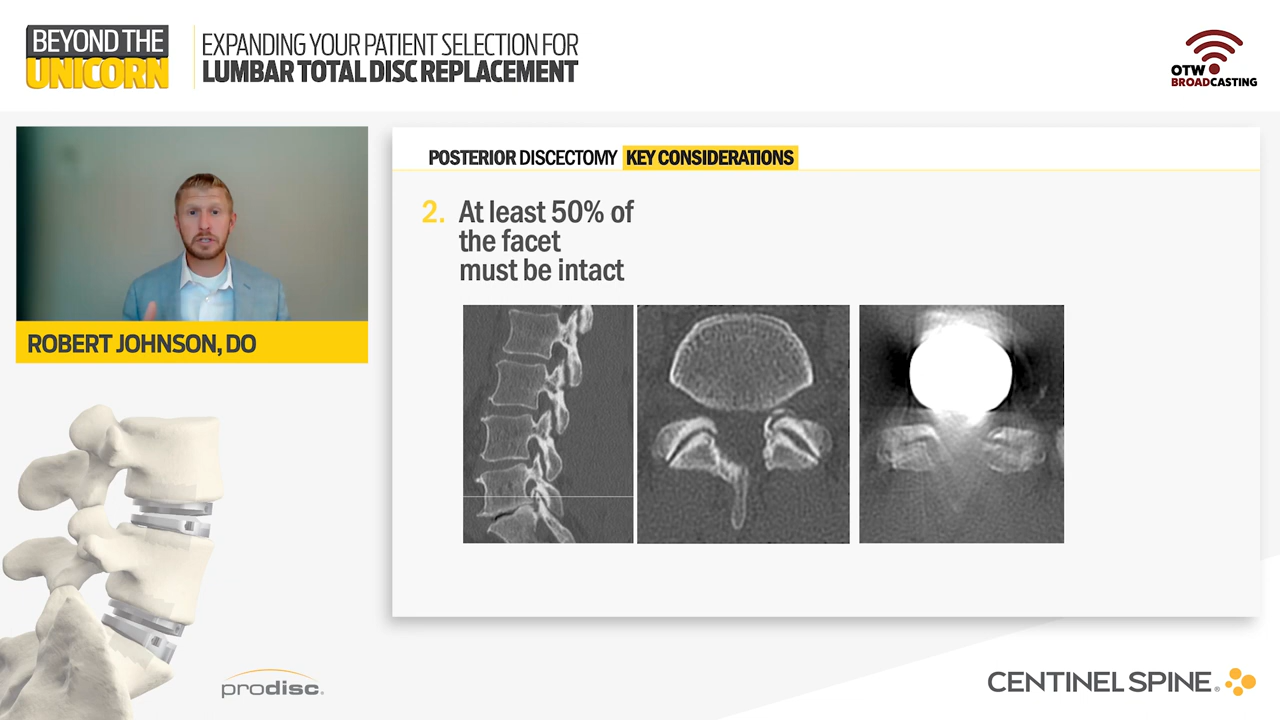 BEYOND THE
UNICORN
EXPANDING YOUR PATIENT SELECTION FOR
LUMBAR TOTAL DISC REPLACEMENT
OTW
BROADCASTING
POSTERIOR DISCECTOMY KEY CONSIDERATIONS
2. At least 50% of
the facet
must be intact
ROBERT JOHNSON, DO
prodisc®
CENTINEL SPINE®